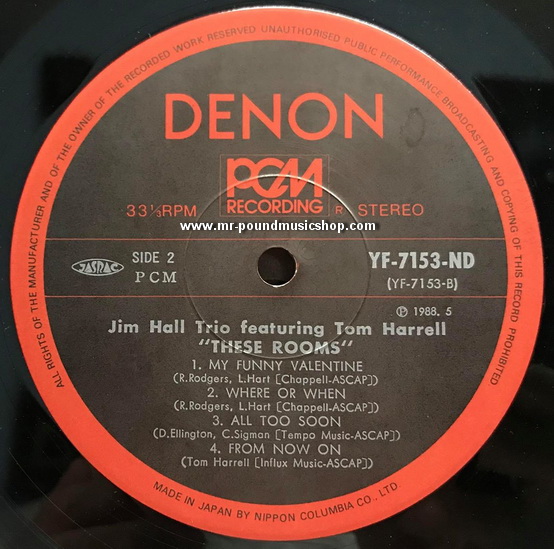 ALL RIGHTS OF THE MANUFACTURER AND OF THE OWNER OF THE RECORDED WORK RESERVED UNAUTHORISED PUBLIC PERFORMANCE BROADCASTING AND COPYING OF THIS RECORD PROHIBITED
DENON
PCM
RECORDING
33⅓RPM R STEREO
www.mr-poundmusicshop.com
JASRAC SIDE 2 YF-7153-ND
PCM (YF-7153-B)
Ⓟ 1988. 5
Jim Hall Trio featuring Tom Harrell
"THESE ROOMS"
1. MY FUNNY VALENTINE
(R.Rodgers, L.Hart [Chappell-ASCAP])
2. WHERE OR WHEN
(R.Rodgers, L.Hart [Chappell-ASCAP])
3. ALL TOO SOON
(D.Ellington, C.Sigman [Tempo Music-ASCAP])
4. FROM NOW ON
(Tom Harrell [Influx Music-ASCAP])
MADE IN JAPAN BY NIPPON COLUMBIA CO., LTD.